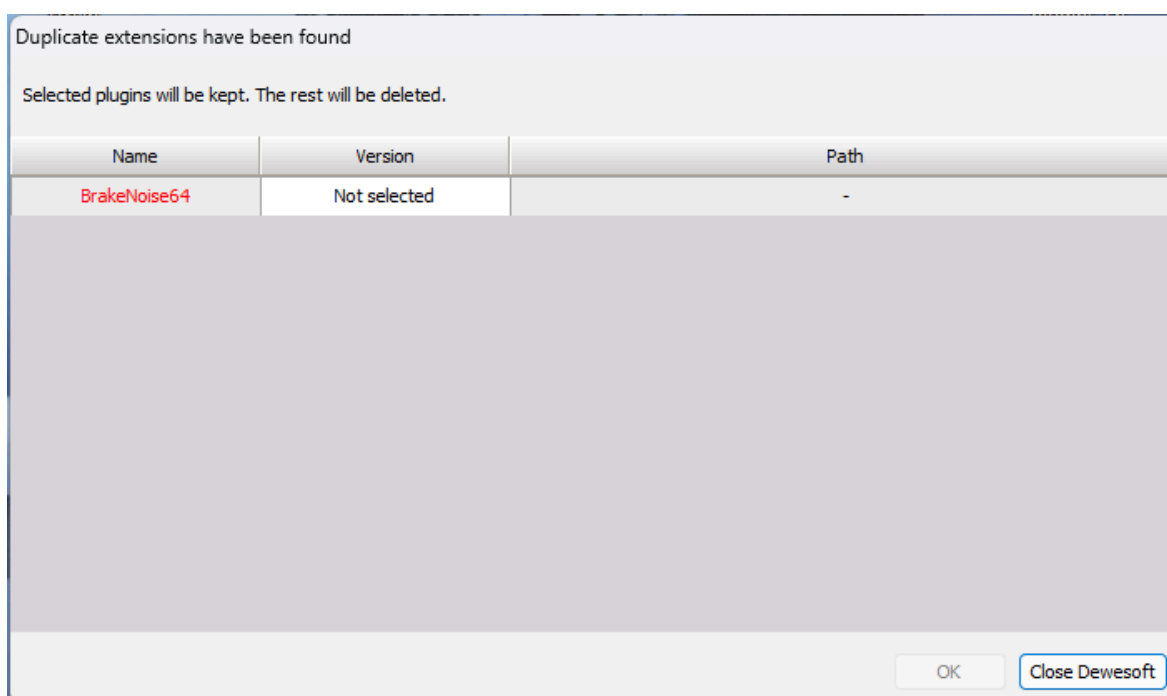 Duplicate extensions have been found
Selected plugins will be kept. The rest will be deleted.
Name Version Path
BrakeNoise64 Not selected -
OK Close Dewesoft